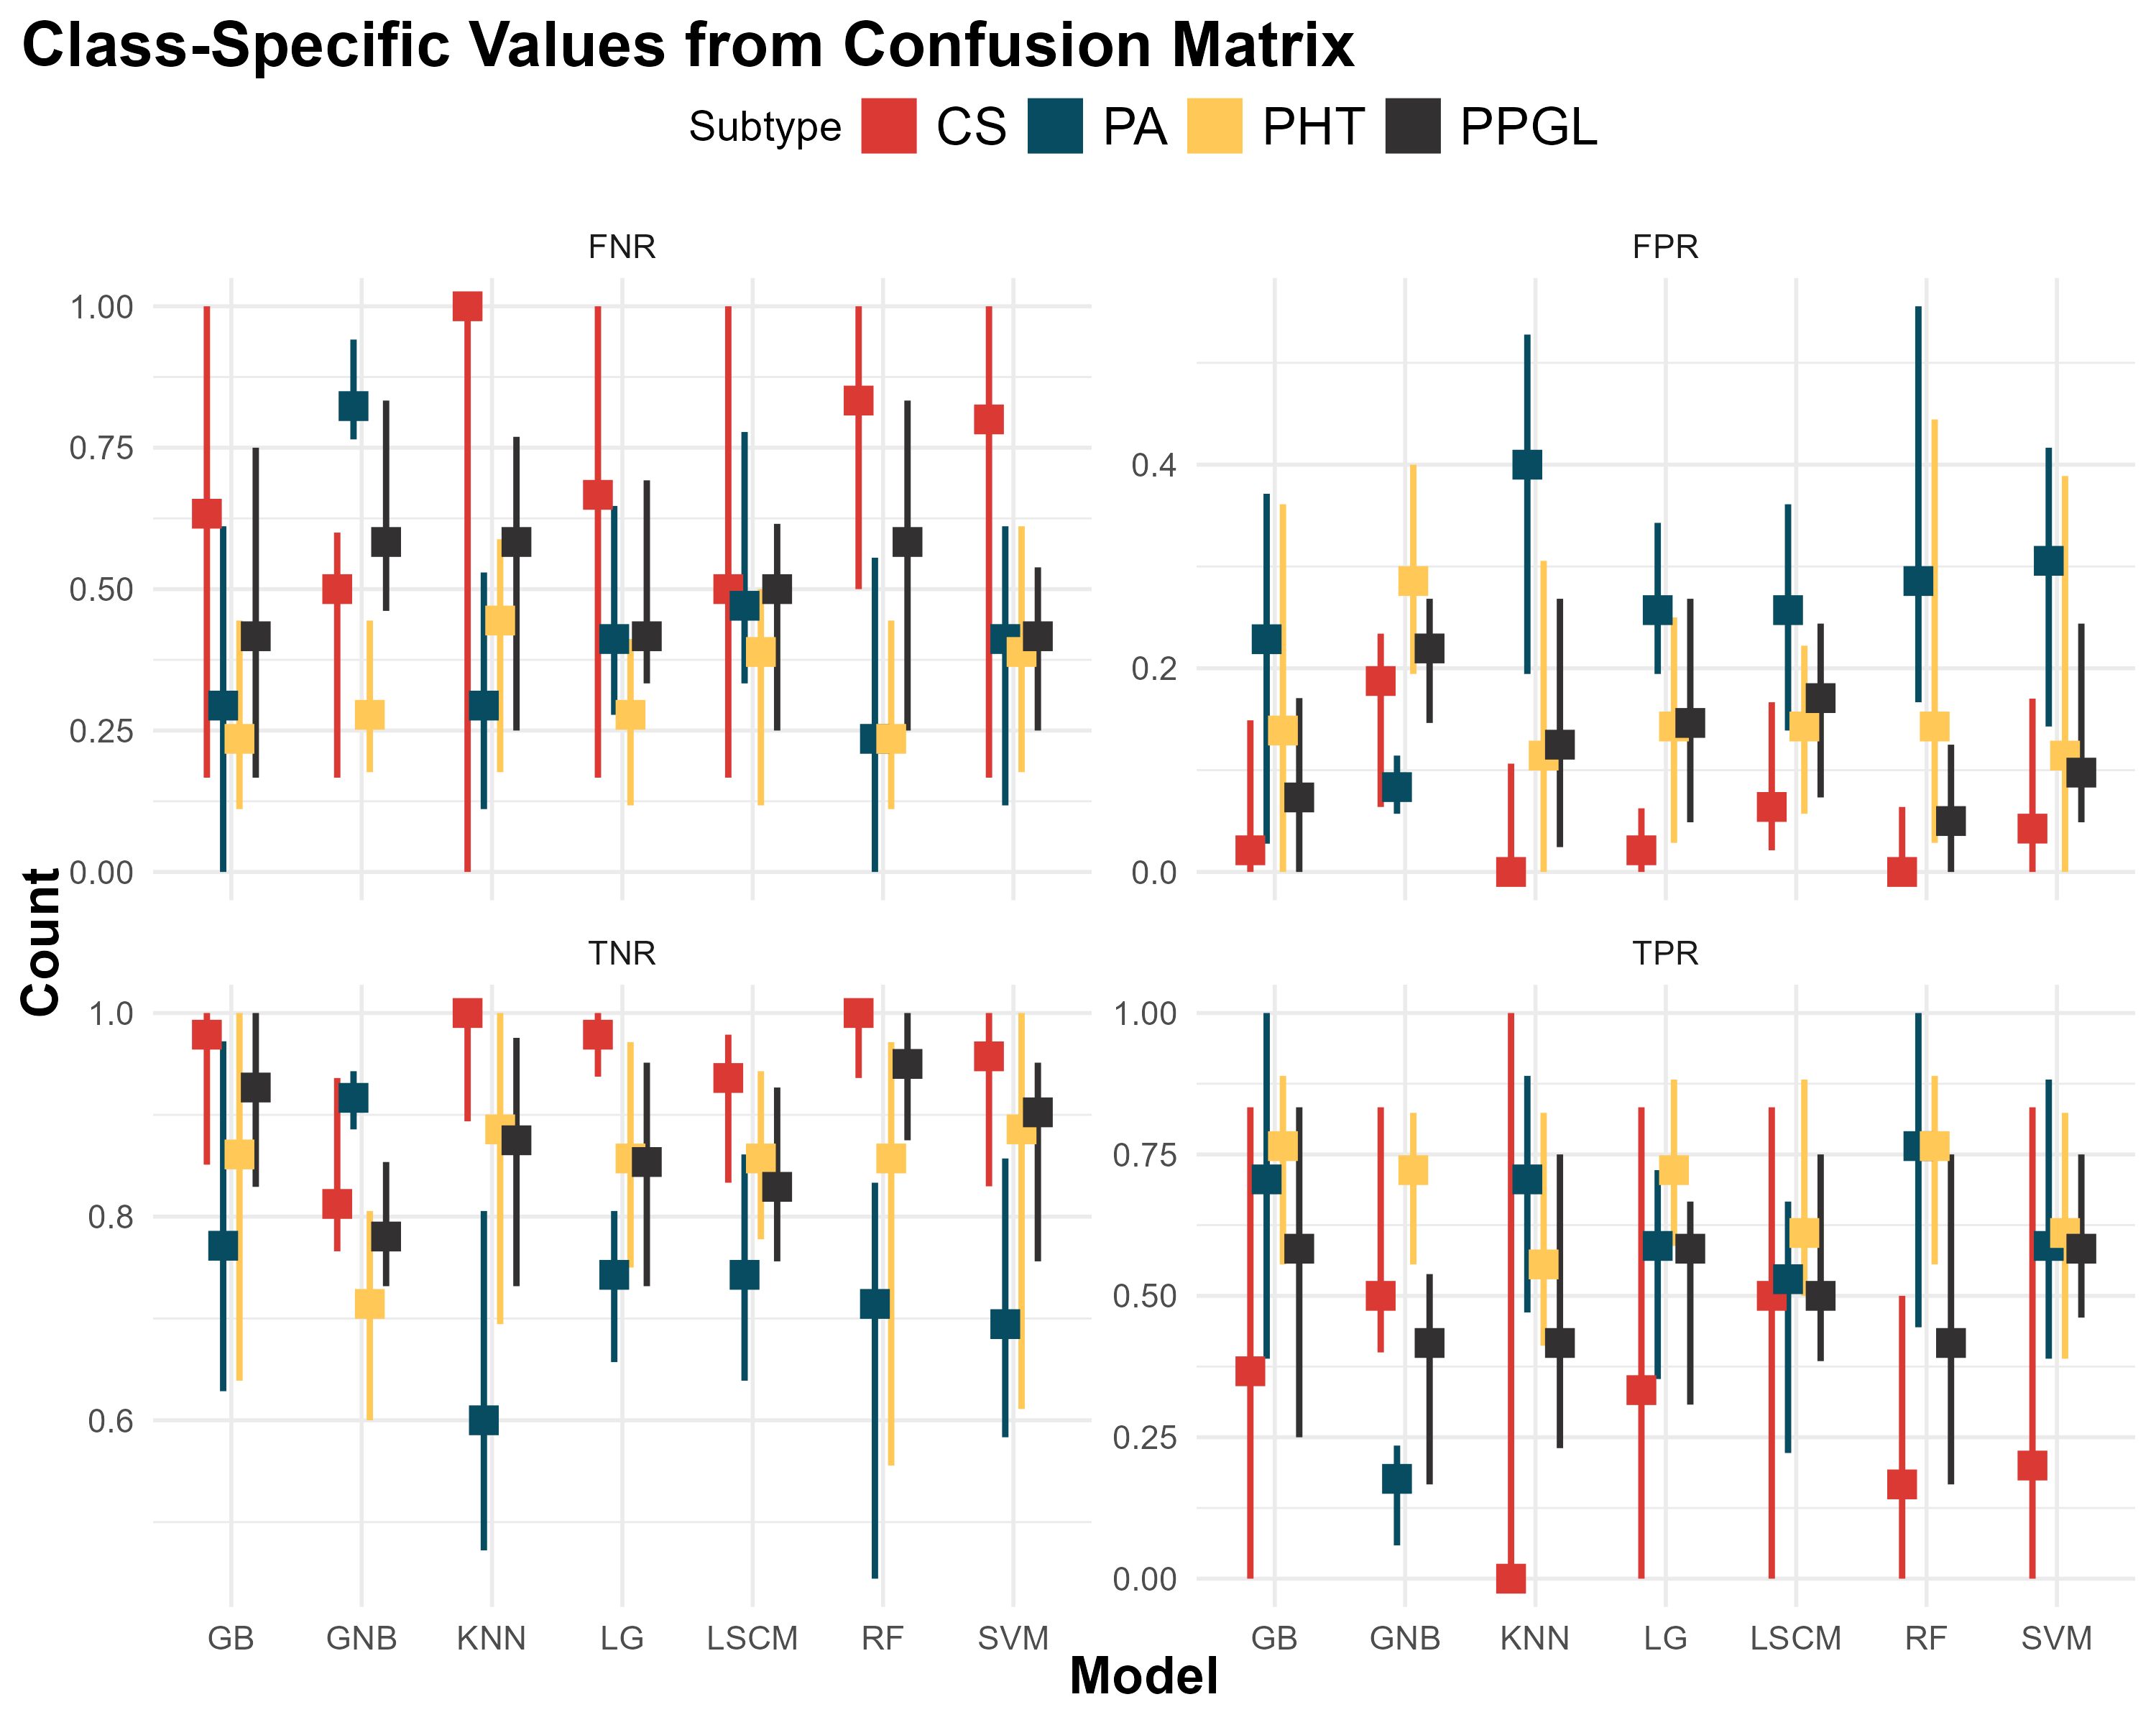 Class-Specific Values from Confusion Matrix
Subtype CS PA PHT PPGL
FNR
FPR
1.00
0.75
0.50
0.25
0.00
0.4
0.2
0.0
Count
TNR
TPR
1.0
0.8
0.6
1.00
0.75
0.50
0.25
0.00
GB GNB KNN LG LSCM RF SVM
GB GNB KNN LG LSCM RF SVM
Model